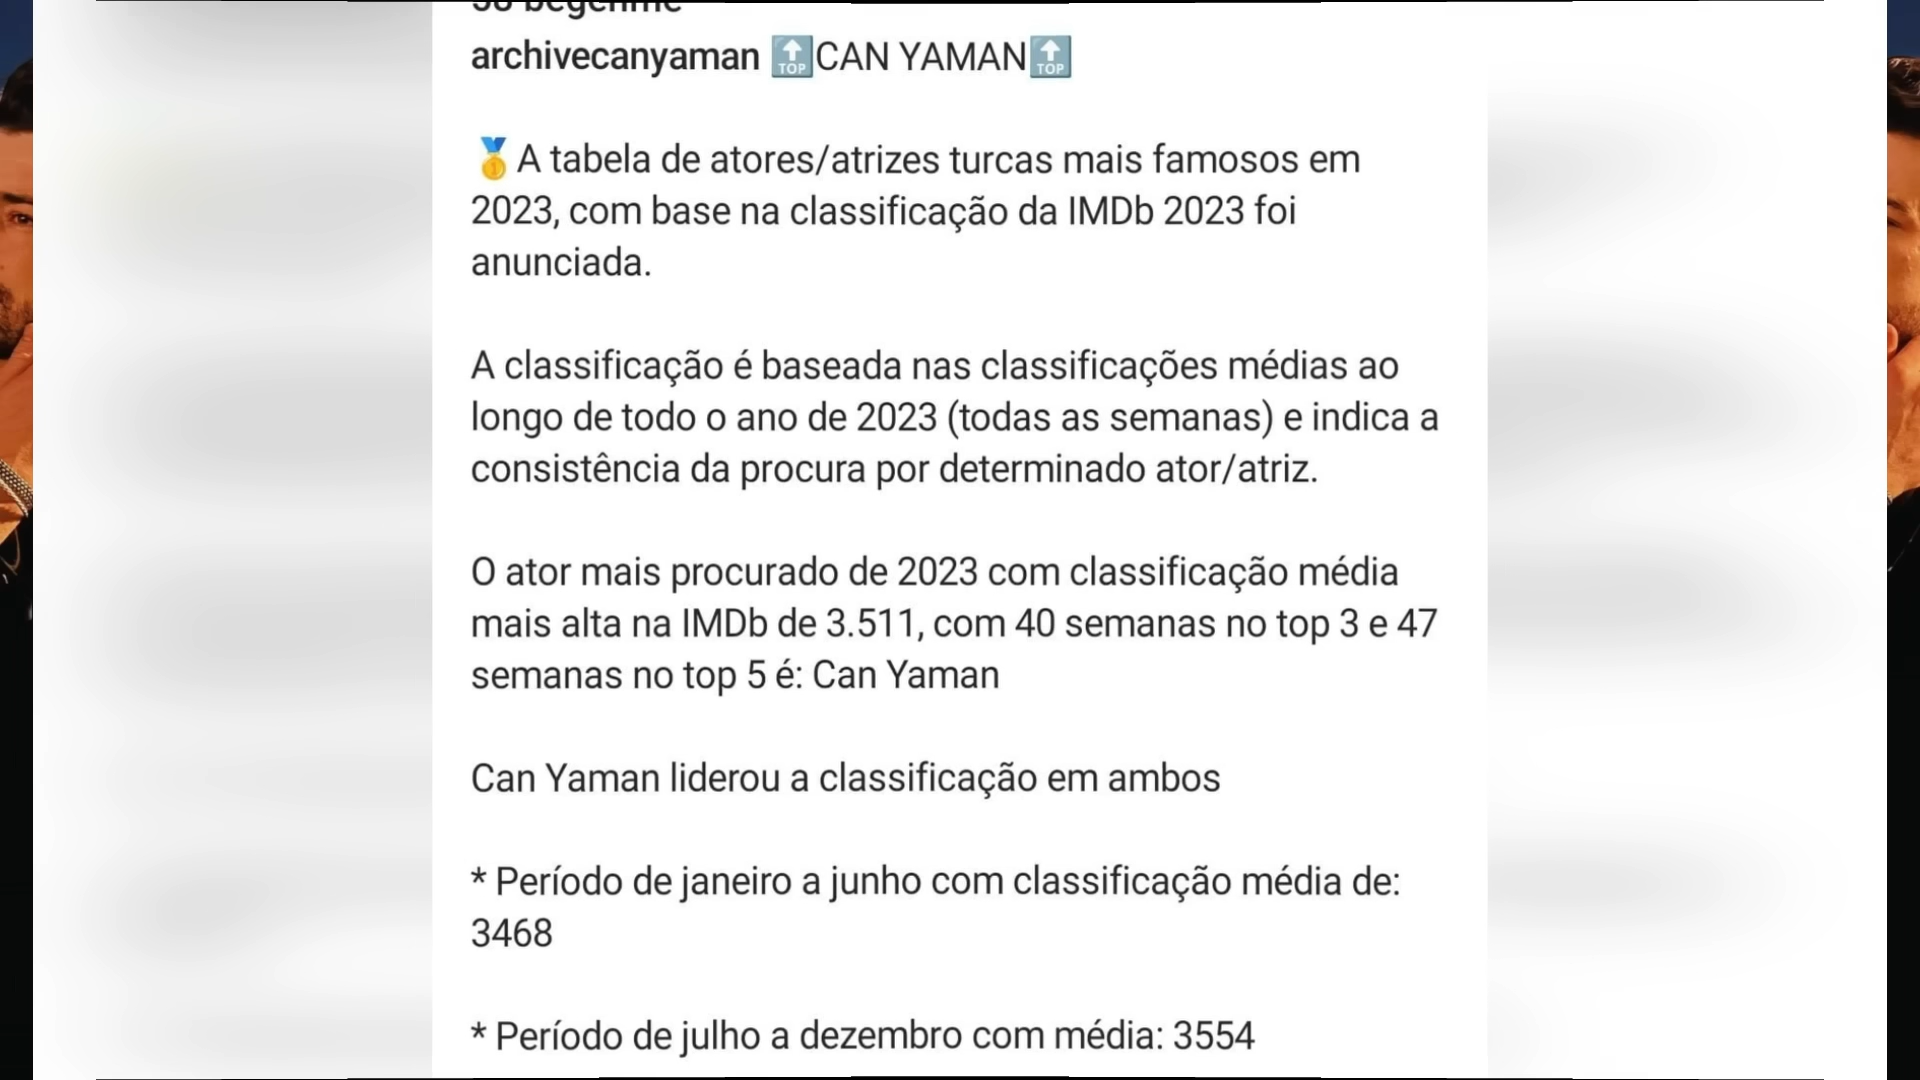 archivecanyaman 🔝CAN YAMAN🔝
🥇A tabela de atores/atrizes turcas mais famosos em
2023, com base na classificação da IMDb 2023 foi
anunciada.
A classificação é baseada nas classificações médias ao
longo de todo o ano de 2023 (todas as semanas) e indica a
consistência da procura por determinado ator/atriz.
O ator mais procurado de 2023 com classificação média
mais alta na IMDb de 3.511, com 40 semanas no top 3 e 47
semanas no top 5 é: Can Yaman
Can Yaman liderou a classificação em ambos
* Período de janeiro a junho com classificação média de:
3468
* Período de julho a dezembro com média: 3554